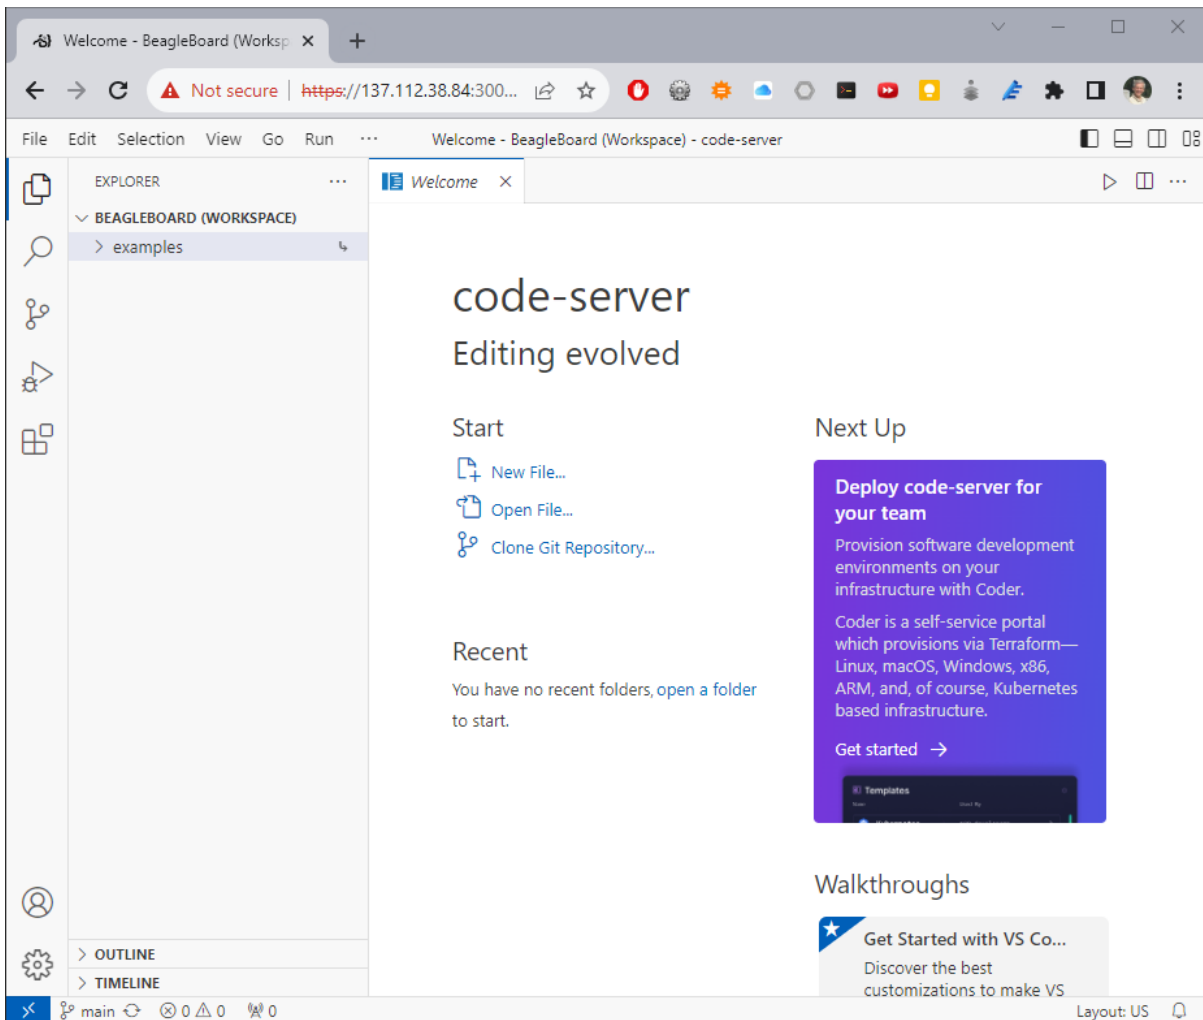 Welcome - BeagleBoard (Worksp
Not secure | https://137.112.38.84:300...
File Edit Selection View Go Run ··· Welcome - BeagleBoard (Workspace) - code-server
EXPLORER
Welcome
BEAGLEBOARD (WORKSPACE)
examples
code-server
Editing evolved
Start
New File...
Open File...
Clone Git Repository...
Recent
You have no recent folders, open a folder
to start.
Next Up
Deploy code-server for
your team
Provision software development
environments on your
infrastructure with Coder.
Coder is a self-service portal
which provisions via Terraform—
Linux, macOS, Windows, x86,
ARM, and, of course, Kubernetes
based infrastructure.
Get started →
Templates
Name Used By
Walkthroughs
Get Started with VS Co...
Discover the best
customizations to make VS
OUTLINE
TIMELINE
main 0 0 0 Layout: US